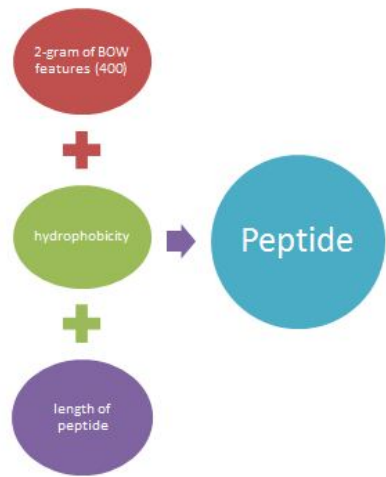 2-gram of BOW
features (400)
hydrophobicity
Peptide
length of
peptide